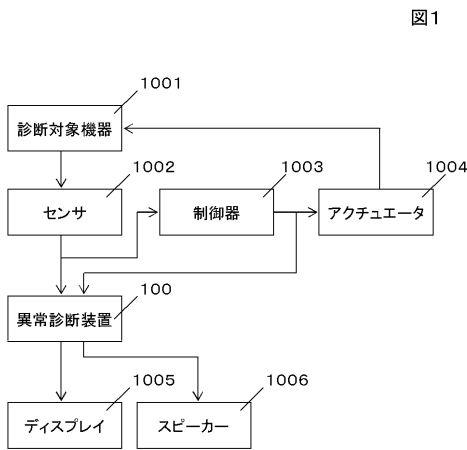 図1
1001
診断対象機器
1002
センサ
1003
制御器
1004
アクチュエータ
100
異常診断装置
1005
ディスプレイ
1006
スピーカー